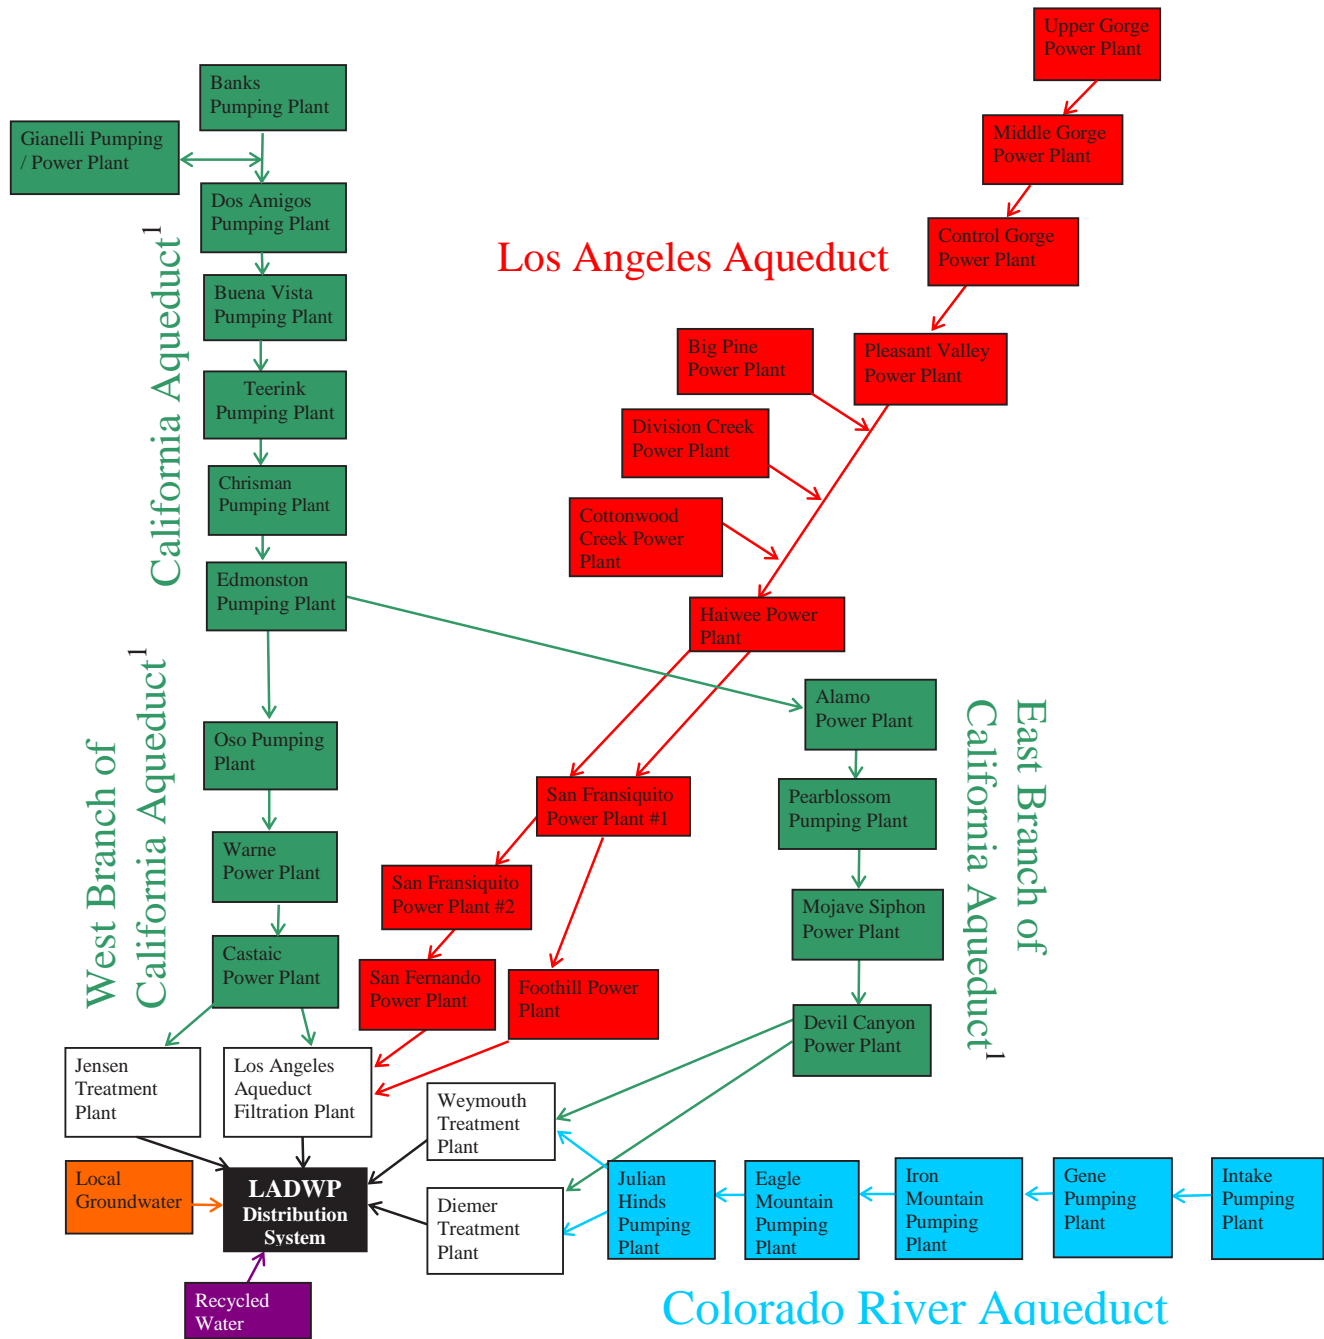 Upper Gorge
Power Plant
Banks
Pumping Plant
Gianelli Pumping
/ Power Plant
Middle Gorge
Power Plant
Dos Amigos
Pumping Plant
Control Gorge
Power Plant
California Aqueduct1
Los Angeles Aqueduct
Buena Vista
Pumping Plant
Big Pine
Power Plant
Pleasant Valley
Power Plant
Teerink
Pumping Plant
Division Creek
Power Plant
Chrisman
Pumping Plant
Cottonwood
Creek Power
Plant
Edmonston
Pumping Plant
Haiwee Power
Plant
West Branch of
California Aqueduct1
Alamo
Power Plant
East Branch of
California Aqueduct1
Oso Pumping
Plant
San Fransiquito
Power Plant #1
Pearblossom
Pumping Plant
Warne
Power Plant
San Fransiquito
Power Plant #2
Mojave Siphon
Power Plant
Castaic
Power Plant
San Fernando
Power Plant
Foothill Power
Plant
Devil Canyon
Power Plant
Jensen
Treatment
Plant
Los Angeles
Aqueduct
Filtration Plant
Weymouth
Treatment
Plant
Local
Groundwater
LADWP
Distribution
System
Diemer
Treatment
Plant
Julian
Hinds
Pumping
Plant
Eagle
Mountain
Pumping
Plant
Iron
Mountain
Pumping
Plant
Gene
Pumping
Plant
Intake
Pumping
Plant
Recycled
Water
Colorado River Aqueduct